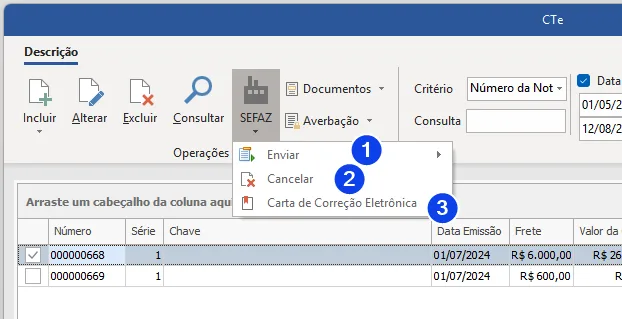 CTe
Descrição
Incluir Alterar Excluir Consultar SEFAZ
Documentos
Averbação
Critério Número da Not Data
Consulta 01/05/2
12/08/2
Operações
Enviar 1
Cancelar 2
Carta de Correção Eletrônica 3
Arraste um cabeçalho da coluna aqu
Número Série Chave Data Emissão Frete Valor da
000000668 1 01/07/2024 R$ 6.000,00 R$ 26
000000669 1 01/07/2024 R$ 600,00 R